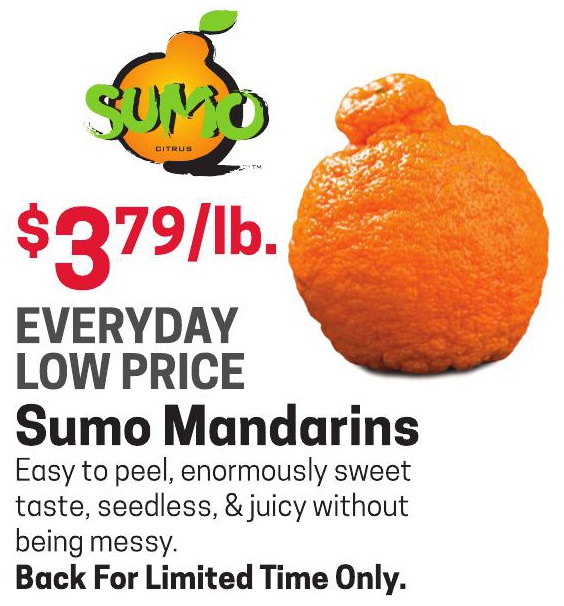 SUMO
CITRUS
™
$3.79/lb.
EVERYDAY
LOW PRICE
Sumo Mandarins
Easy to peel, enormously sweet
taste, seedless, & juicy without
being messy.
Back For Limited Time Only.